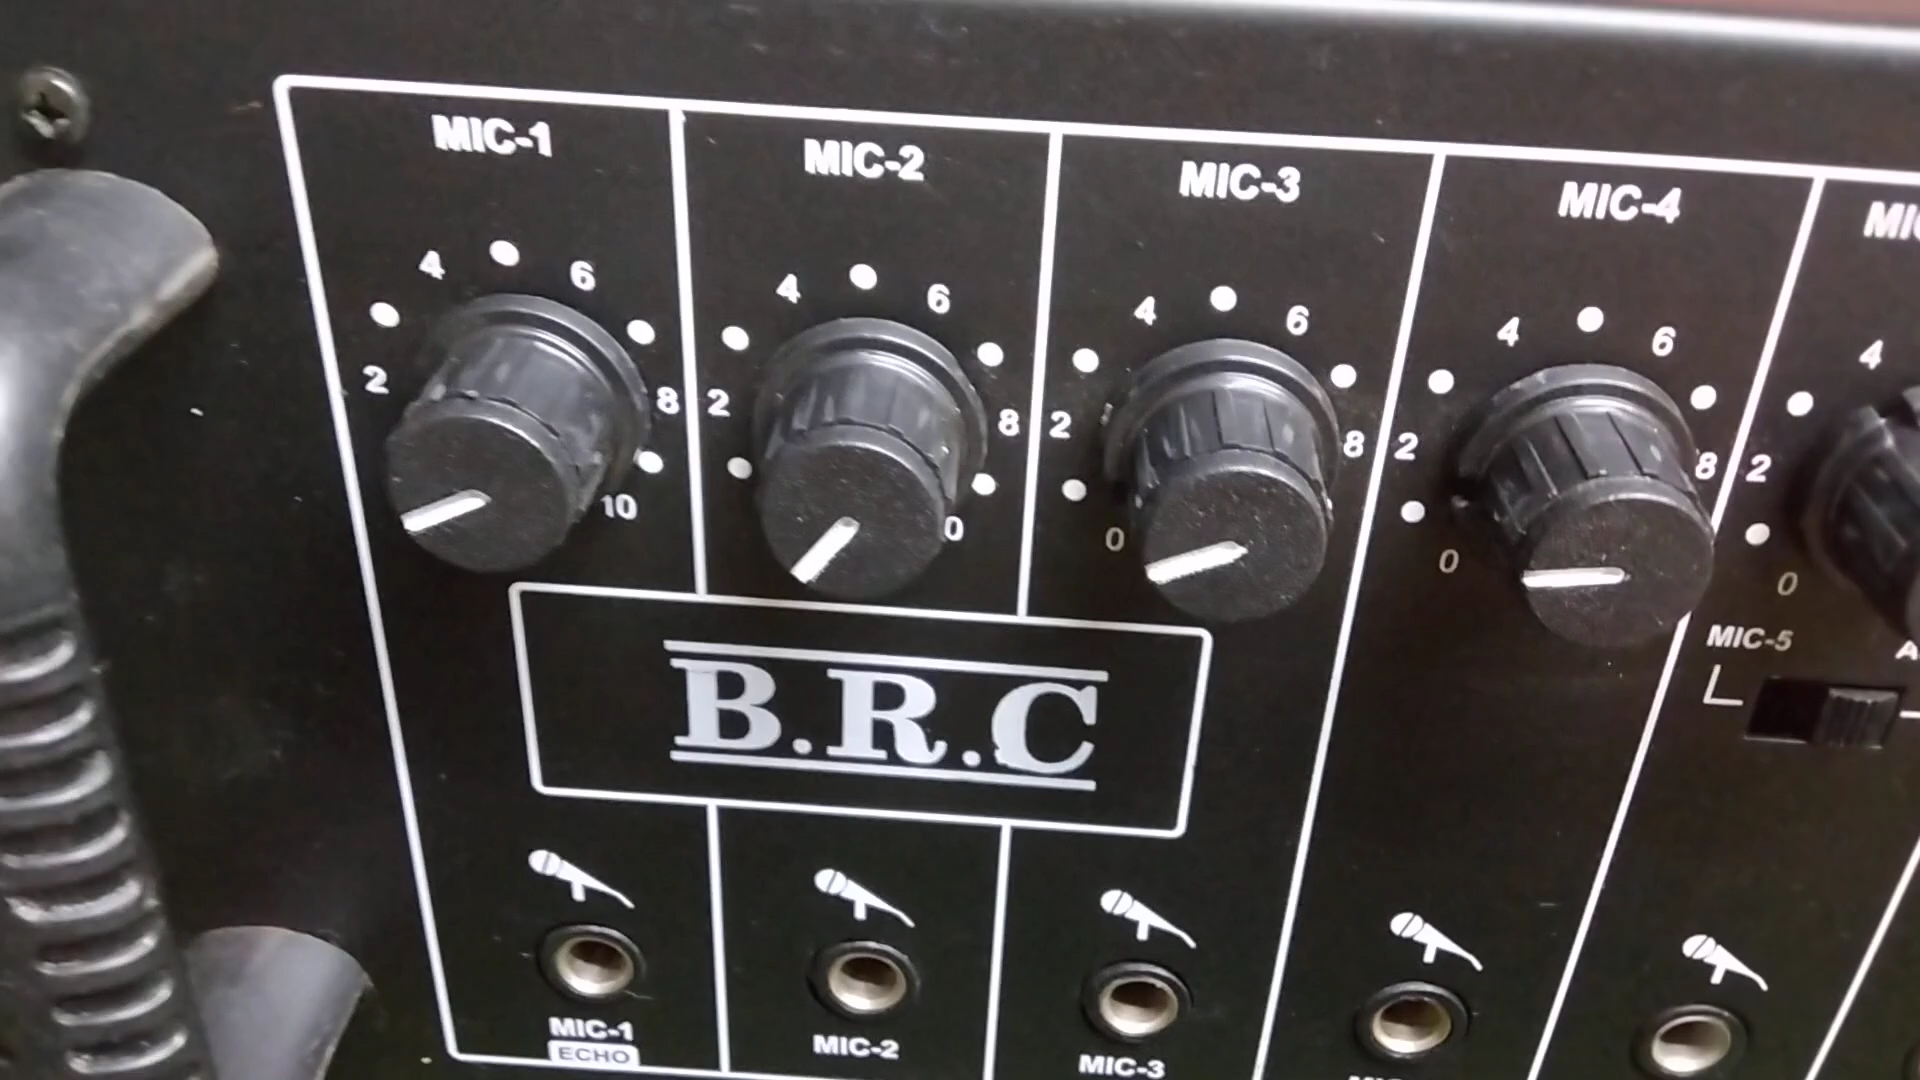 MIC-1 MIC-2 MIC-3 MIC-4
4 6 4 6 4 6 4 6 4
2 8 2 8 2 8 2 8 2
10 0 0 0 0
MIC-5
B.R.C
MIC-1 MIC-2 MIC-3
ECHO